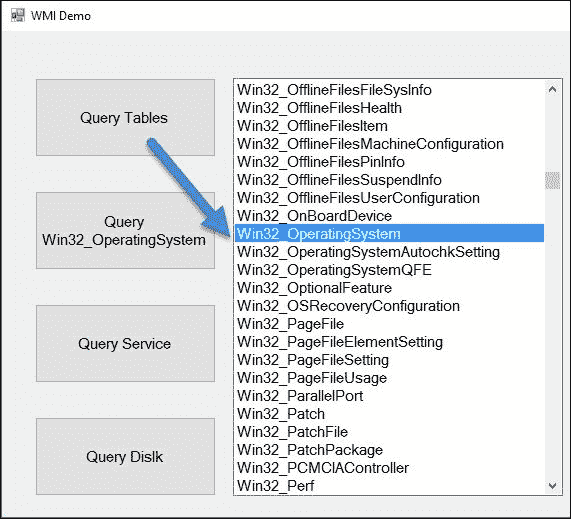 WMI Demo
Query Tables
Query
Win32_OperatingSystem
Query Service
Query Dislk
Win32_OfflineFilesFileSysInfo
Win32_OfflineFilesHealth
Win32_OfflineFilesItem
Win32_OfflineFilesMachineConfiguration
Win32_OfflineFilesPinInfo
Win32_OfflineFilesSuspendInfo
Win32_OfflineFilesUserConfiguration
Win32_OnBoardDevice
Win32_OperatingSystem
Win32_OperatingSystemAutochkSetting
Win32_OperatingSystemQFE
Win32_OptionalFeature
Win32_OSRecoveryConfiguration
Win32_PageFile
Win32_PageFileElementSetting
Win32_PageFileSetting
Win32_PageFileUsage
Win32_ParallelPort
Win32_Patch
Win32_PatchFile
Win32_PatchPackage
Win32_PCMCIAController
Win32_Perf